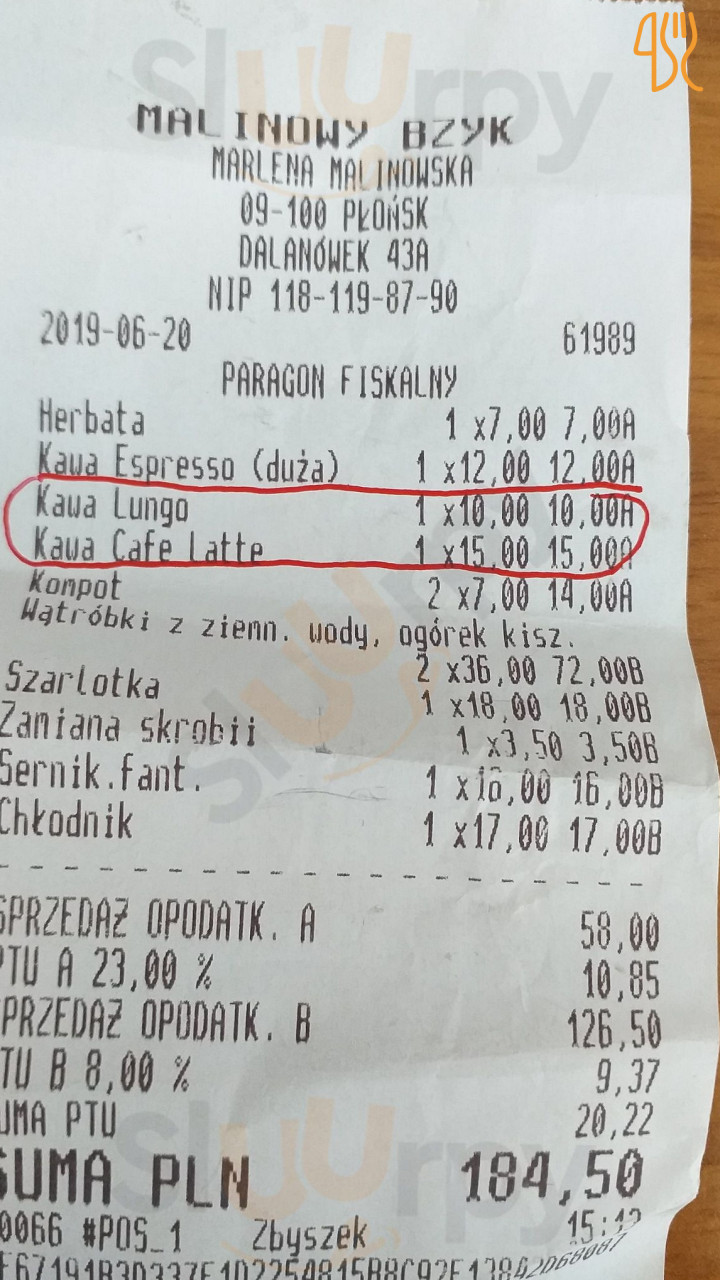 MALINOWY BZYK
MARLENA MALINOWSKA
09-100 PŁOŃSK
DALANÓWEK 43A
NIP 118-119-87-90
2019-06-20 61989
PARAGON FISKALNY
Herbata 1 x7,00 7,00A
Kawa Espresso (duża) 1 x12,00 12,00A
Kawa Lungo 1 x10,00 10,00A
Kawa Cafe Latte 1 x15,00 15,00A
Kompot 2 x7,00 14,00A
Wątróbki z ziemn. wody, ogórek kisz.
2 x36,00 72,00B
Szarlotka 1 x18,00 18,00B
Zamiana skrobii 1 x3,50 3,50B
Sernik.fant. 1 x16,00 16,00B
Chłodnik 1 x17,00 17,00B
SPRZEDAŻ OPODATK. A 58,00
PTU A 23,00 % 10,85
SPRZEDAŻ OPODATK. B 126,50
PTU B 8,00 % 9,37
SUMA PTU 20,22
SUMA PLN 184,50
0066 #POS_1 Zbyszek
Sluurpy
Sluurpy
Sluurpy